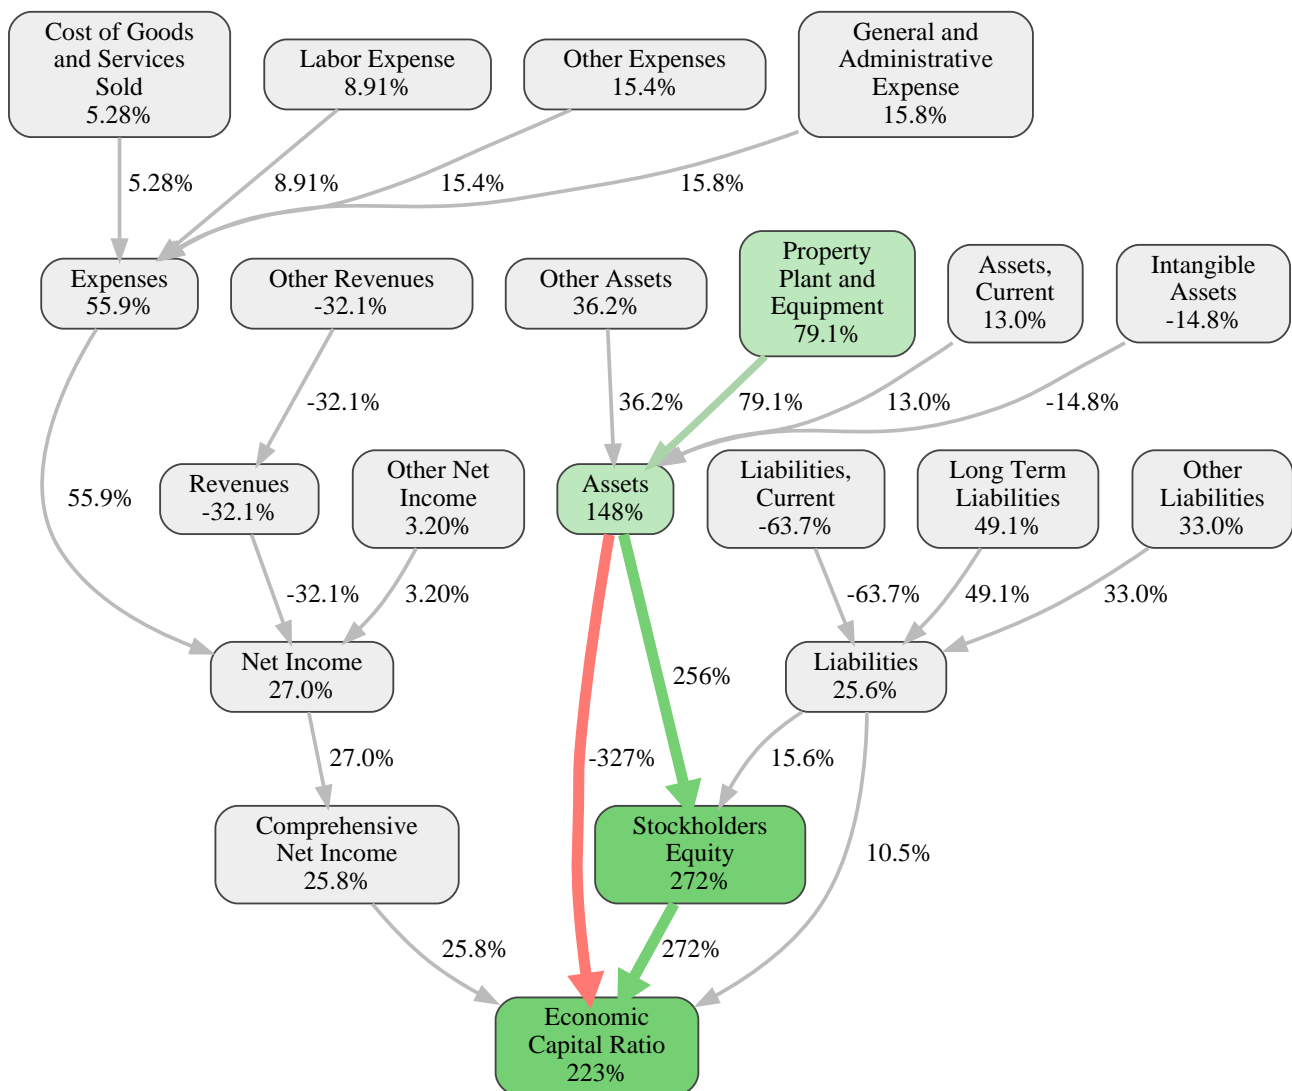 Cost of Goods
and Services
Sold
5.28%
Labor Expense
8.91%
Other Expenses
15.4%
General and
Administrative
Expense
15.8%
5.28%
8.91%
15.4%
15.8%
Expenses
55.9%
Other Revenues
-32.1%
Other Assets
36.2%
Property
Plant and
Equipment
79.1%
Assets,
Current
13.0%
Intangible
Assets
-14.8%
-32.1%
36.2%
79.1%
13.0%
-14.8%
55.9%
Revenues
-32.1%
Other Net
Income
3.20%
Assets
148%
Liabilities,
Current
-63.7%
Long Term
Liabilities
49.1%
Other
Liabilities
33.0%
-32.1%
3.20%
-63.7%
49.1%
33.0%
Net Income
27.0%
256%
Liabilities
25.6%
27.0%
-327%
15.6%
Comprehensive
Net Income
25.8%
Stockholders
Equity
272%
10.5%
25.8%
272%
Economic
Capital Ratio
223%